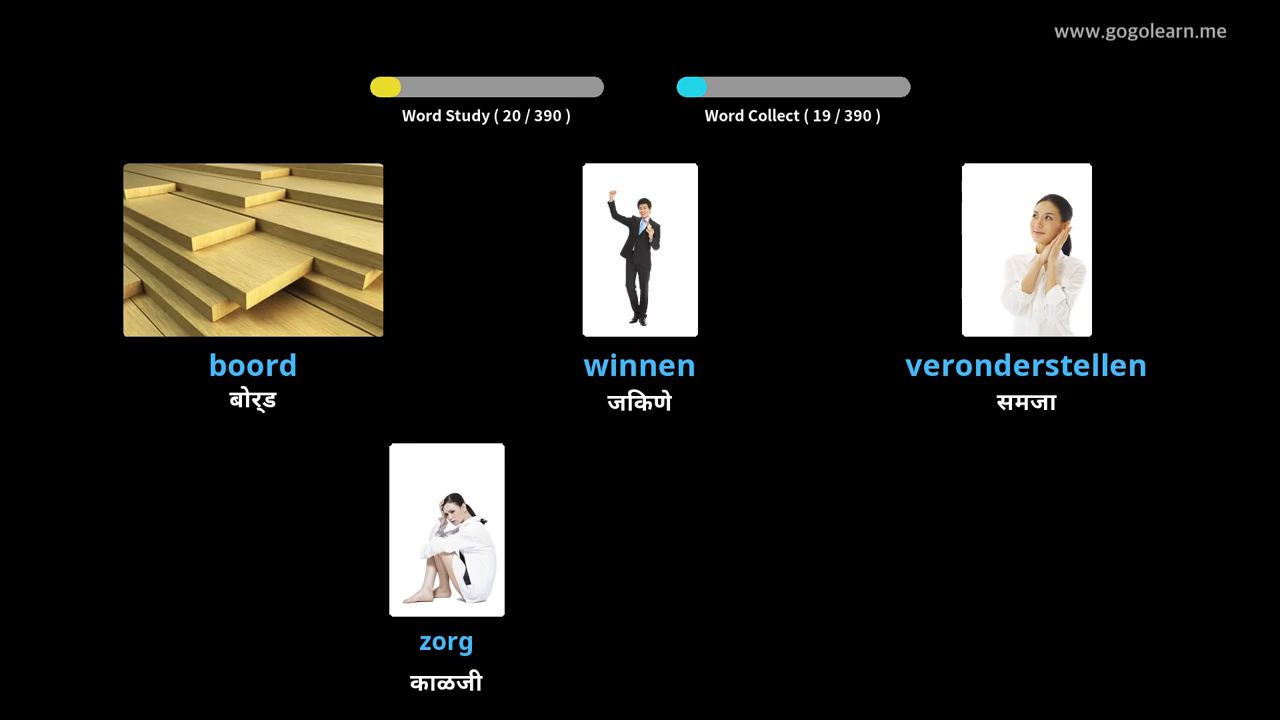 www.gogolearn.me
Word Study ( 20 / 390 )
Word Collect ( 19 / 390 )
boord
बोर्ड
winnen
जकिणे
veronderstellen
समजा
zorg
काळजी